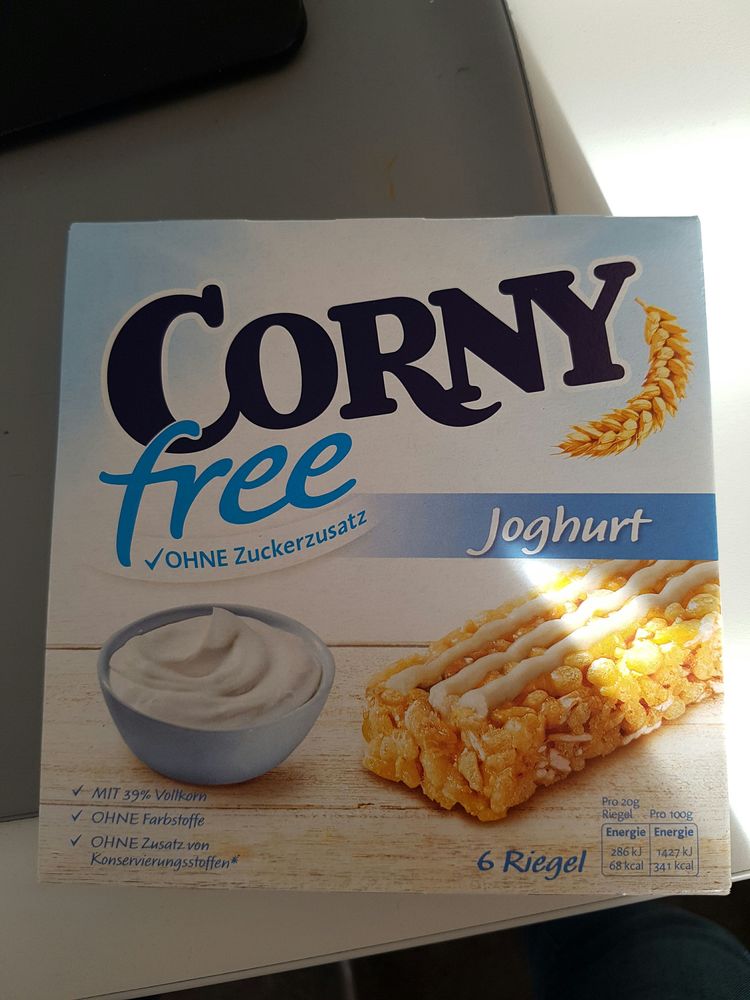 CORNY
free
✓OHNE Zuckerzusatz
Joghurt
✓ MIT 39% Vollkorn
✓ OHNE Farbstoffe
✓ OHNE Zusatz von
Konservierungsstoffen*
6 Riegel
Pro 20g
Riegel Pro 100g
Energie Energie
286 kJ 1427 kJ
68 kcal 341 kcal